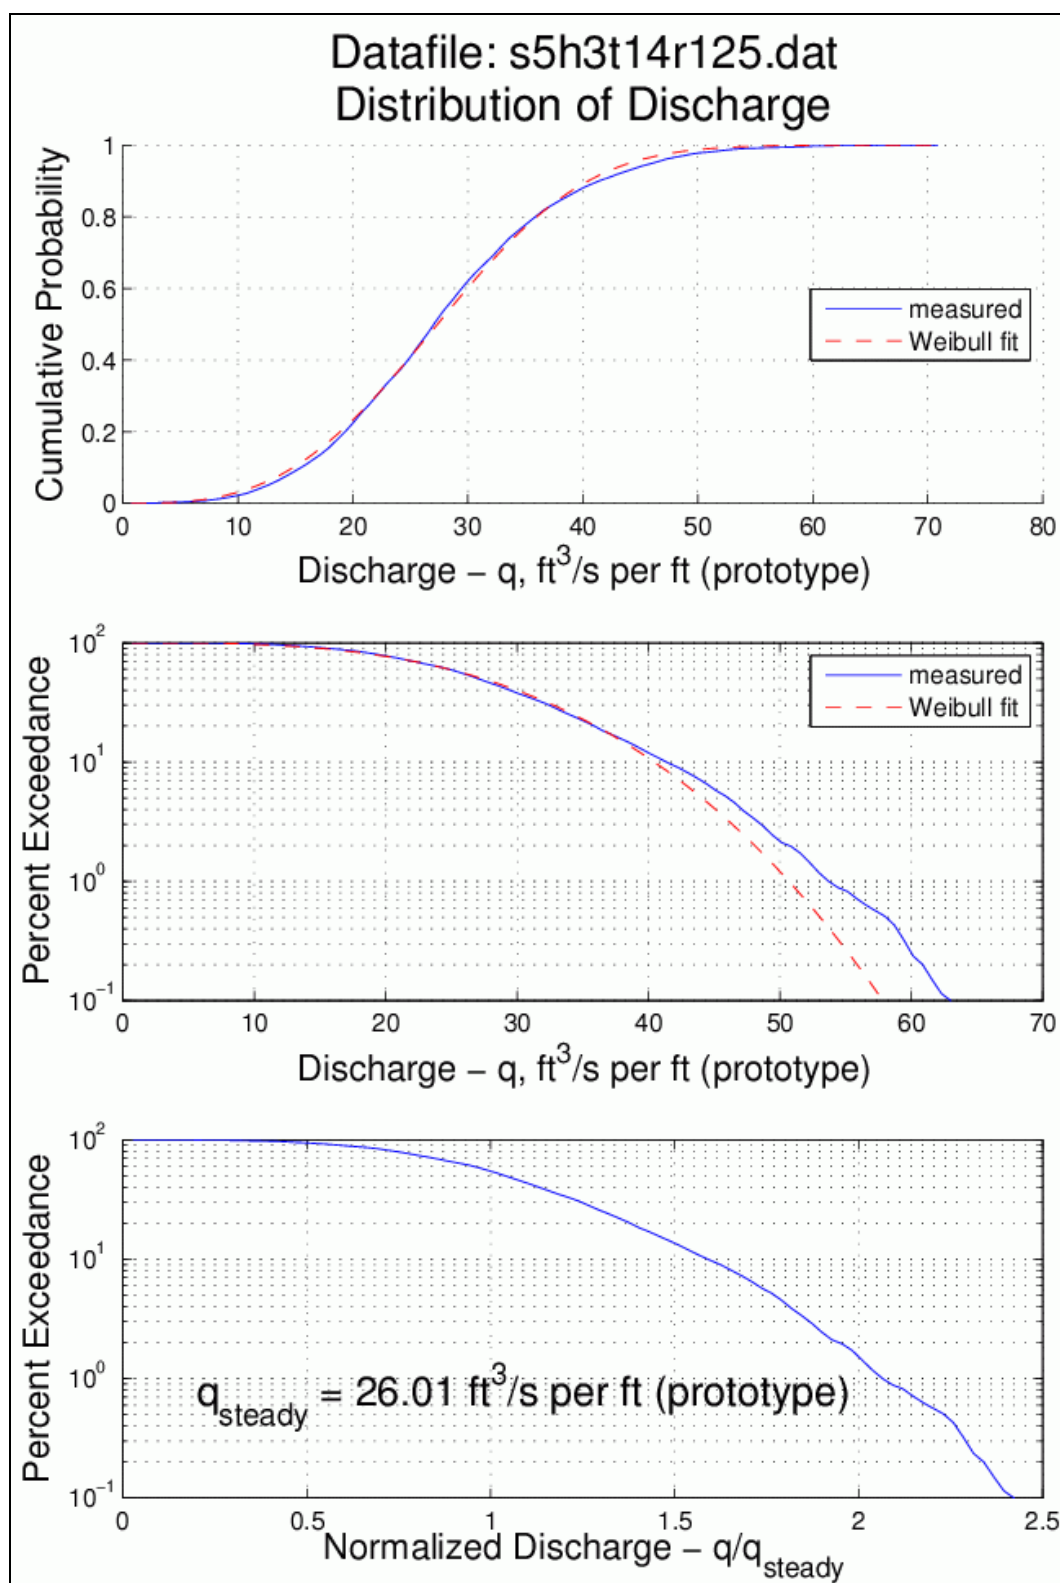 Datafile: s5h3t14r125.dat
Distribution of Discharge
Cumulative Probability
1
0.8
0.6
0.4
0.2
0
measured
Weibull fit
0 10 20 30 40 50 60 70 80
Discharge − q, ft³/s per ft (prototype)
Percent Exceedance
10²
10¹
10⁰
10⁻¹
measured
Weibull fit
0 10 20 30 40 50 60 70
Discharge − q, ft³/s per ft (prototype)
Percent Exceedance
10²
10¹
10⁰
10⁻¹
q_steady = 26.01 ft³/s per ft (prototype)
0 0.5 1 1.5 2 2.5
Normalized Discharge − q/q_steady